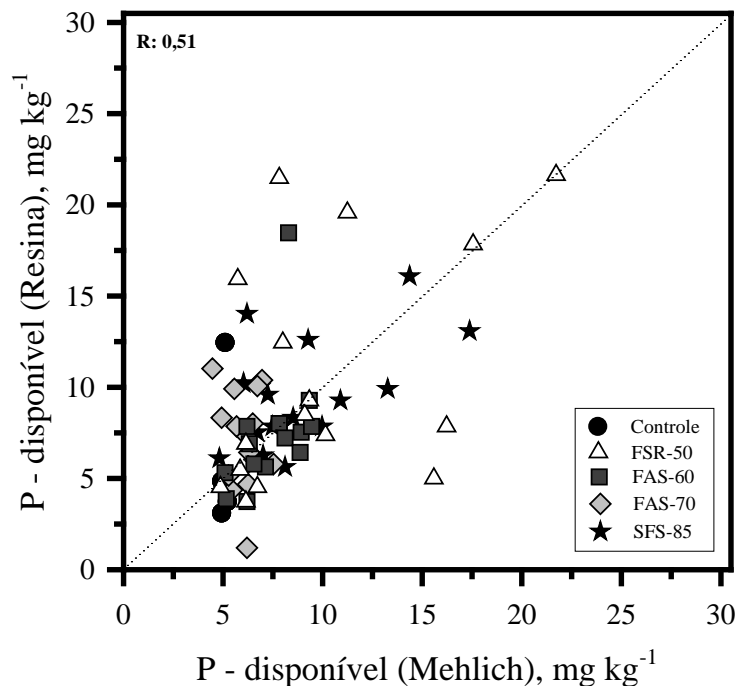 R: 0,51
P - disponível (Resina), mg kg⁻¹
30
25
20
15
10
5
0
0 5 10 15 20 25 30
P - disponível (Mehlich), mg kg⁻¹
Controle
FSR-50
FAS-60
FAS-70
SFS-85